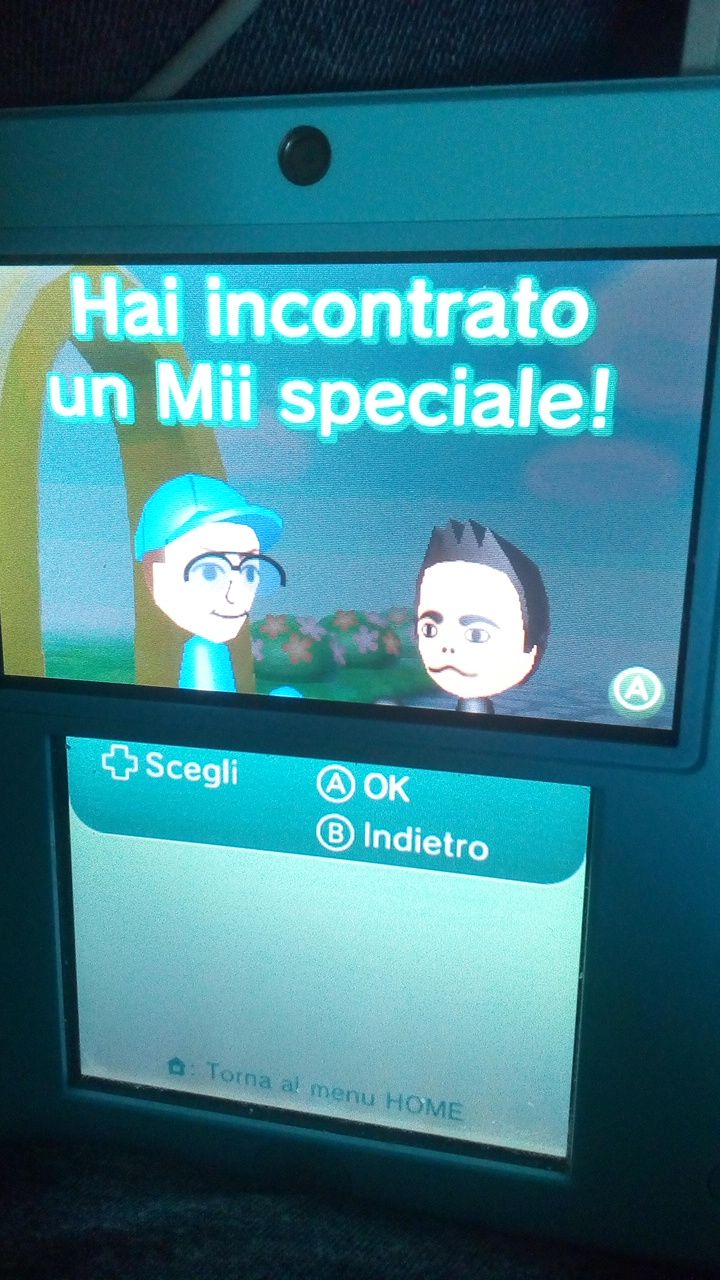 Hai incontrato
un Mii speciale!
A
Scegli
A OK
B Indietro
: Torna al menu HOME